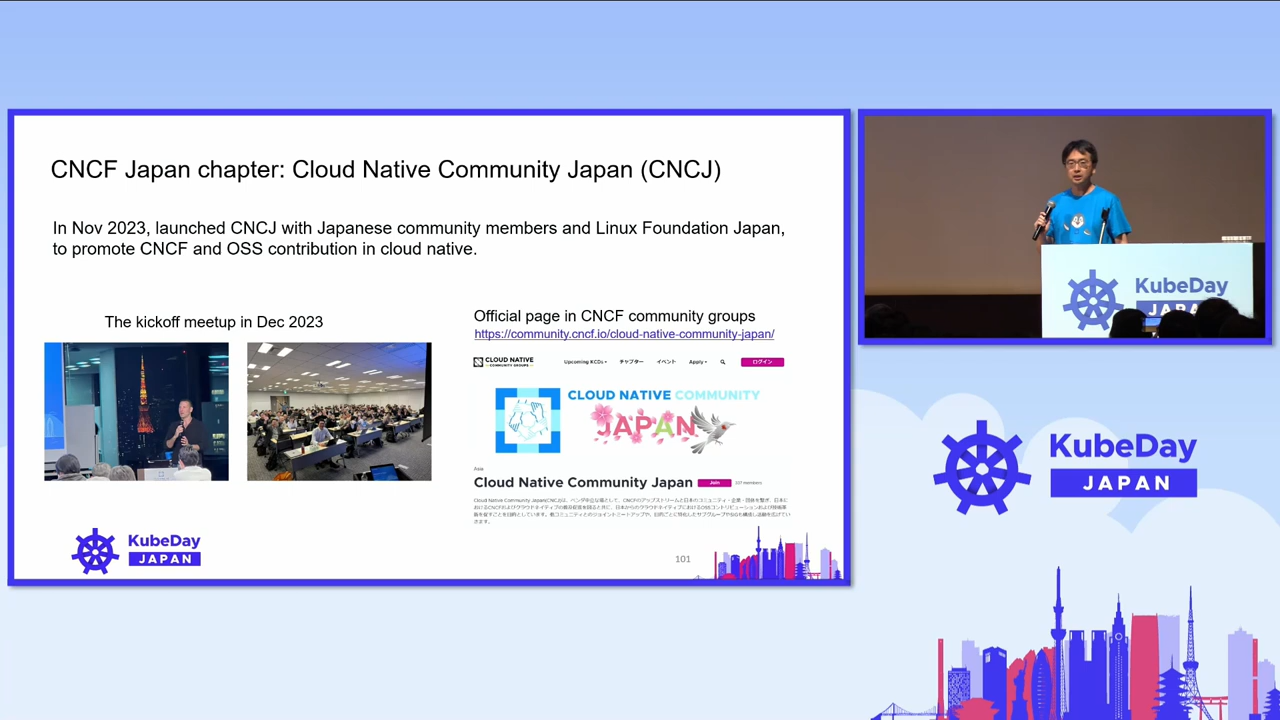 CNCF Japan chapter: Cloud Native Community Japan (CNCJ)
In Nov 2023, launched CNCJ with Japanese community members and Linux Foundation Japan,
to promote CNCF and OSS contribution in cloud native.
The kickoff meetup in Dec 2023
Official page in CNCF community groups
https://community.cncf.io/cloud-native-community-japan/
CLOUD NATIVE
COMMUNITY GROUPS
Upcoming KCDs
チャプター
イベント
Apply
ログイン
CLOUD NATIVE COMMUNITY
JAPAN
Asia
Cloud Native Community Japan
Join
KubeDay
JAPAN
101
KubeDay
JAPAN
KubeDay
JAPAN